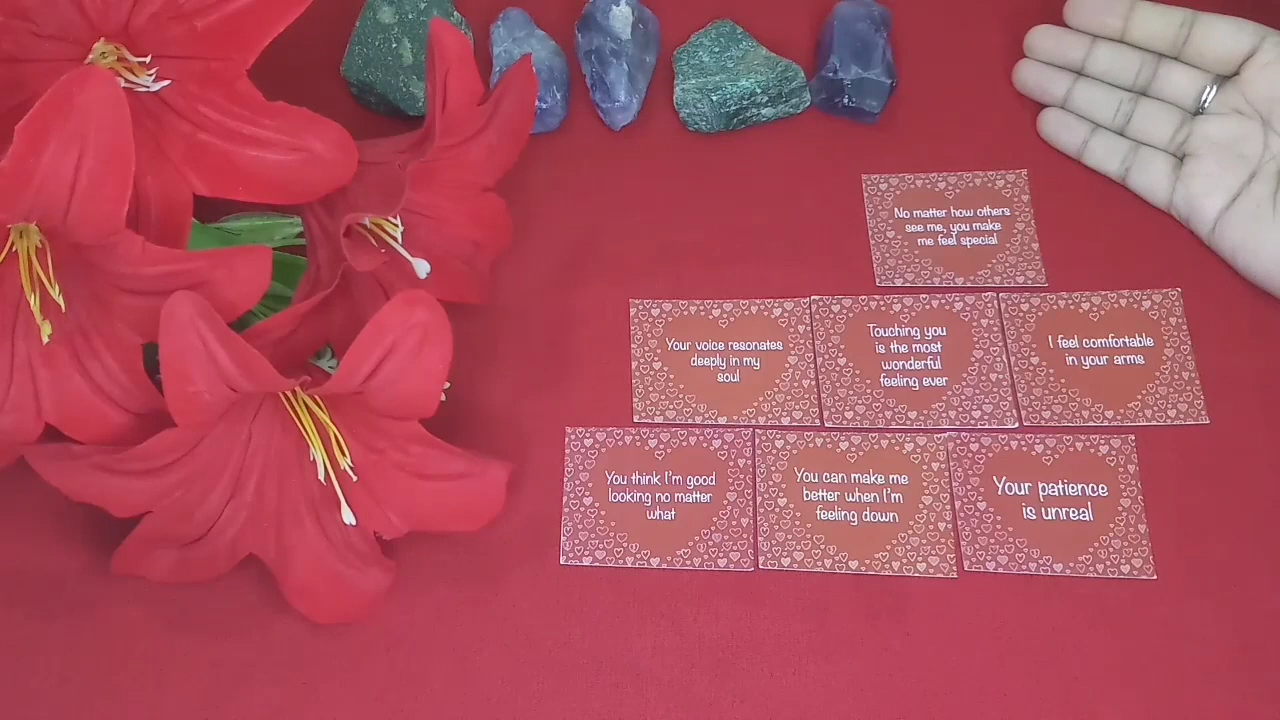 No matter how others
see me, you make
me feel special
Your voice resonates
deeply in my
soul
Touching you
is the most
wonderful
feeling ever
I feel comfortable
in your arms
You think I'm good
looking no matter
what
You can make me
better when I'm
feeling down
Your patience
is unreal